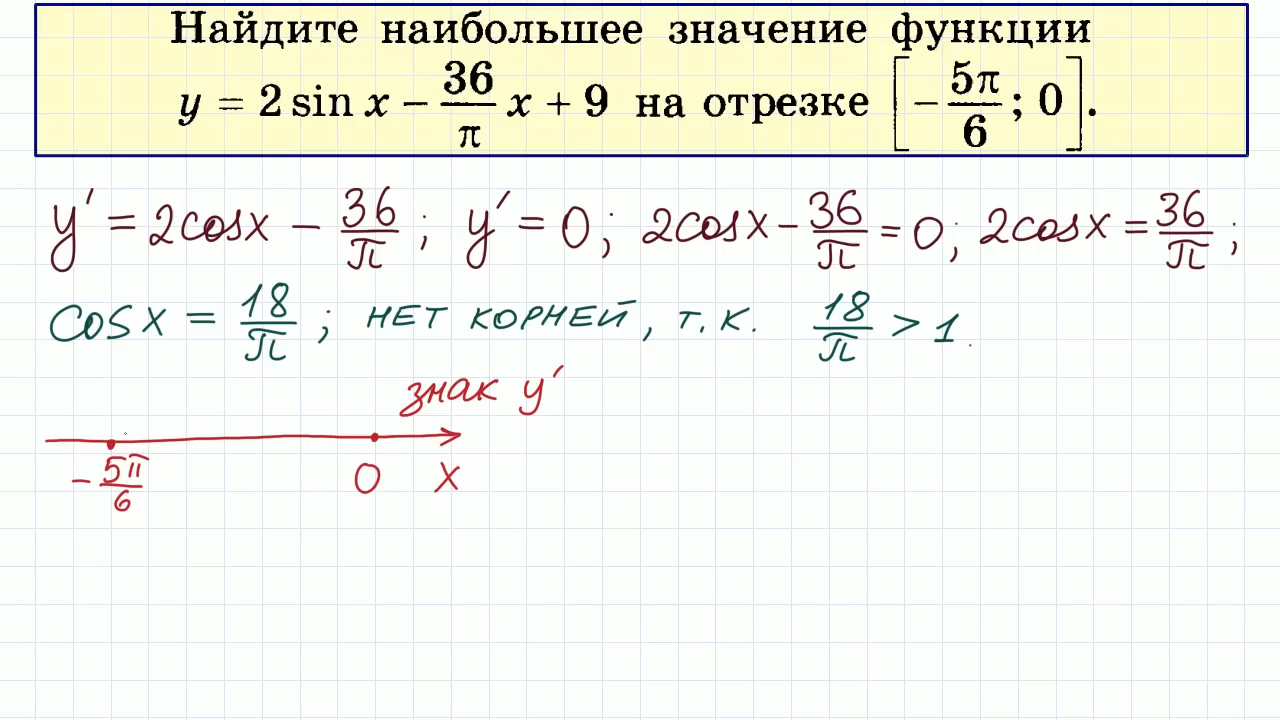 Найдите наибольшее значение функции
y = 2 sin x − 36/π x + 9 на отрезке [−5π/6; 0].
y′ = 2cosx − 36/π; y′ = 0; 2cosx − 36/π = 0; 2cosx = 36/π;
cosx = 18/π; НЕТ КОРНЕЙ, Т.К. 18/π > 1.
знак y′
−5π/6 0 x